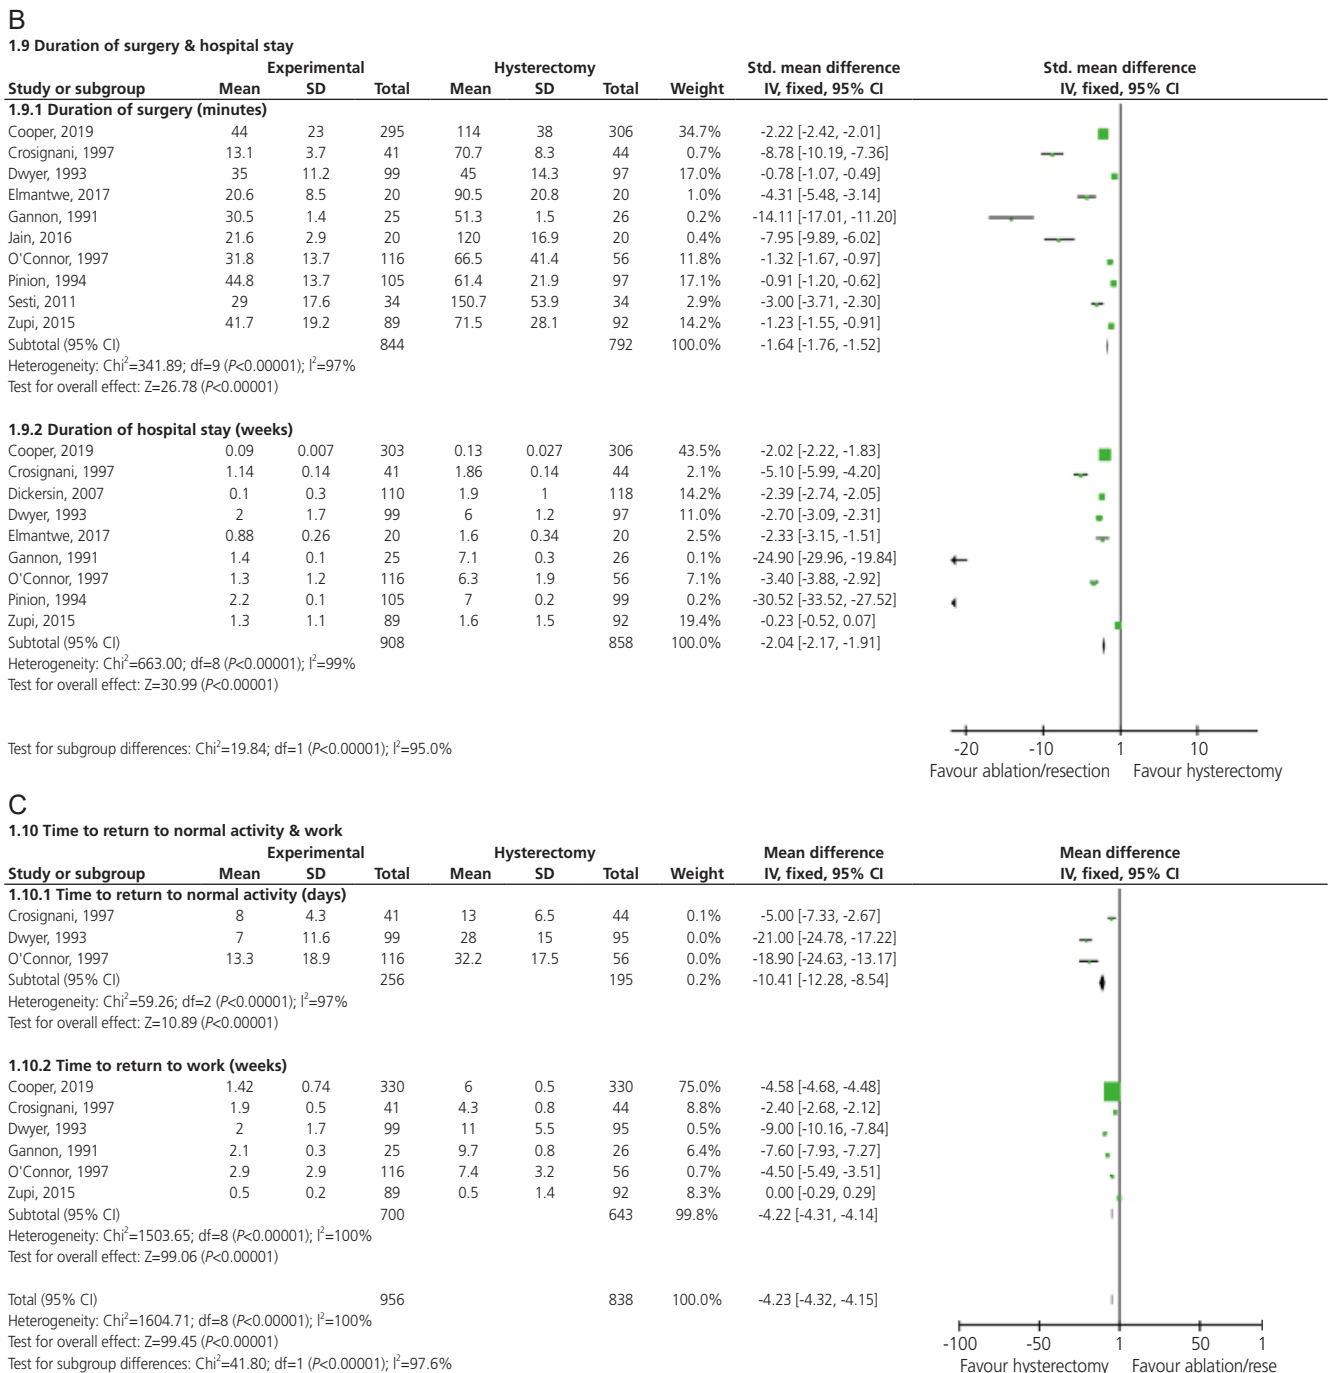 B
1.9 Duration of surgery & hospital stay
Experimental Hysterectomy Std. mean difference Std. mean difference
Study or subgroup Mean SD Total Mean SD Total Weight IV, fixed, 95% CI IV, fixed, 95% CI
1.9.1 Duration of surgery (minutes)
Cooper, 2019 44 23 295 114 38 306 34.7% -2.22 [-2.42, -2.01]
Crosignani, 1997 13.1 3.7 41 70.7 8.3 44 0.7% -8.78 [-10.19, -7.36]
Dwyer, 1993 35 11.2 99 45 14.3 97 17.0% -0.78 [-1.07, -0.49]
Elmantwe, 2017 20.6 8.5 20 90.5 20.8 20 1.0% -4.31 [-5.48, -3.14]
Gannon, 1991 30.5 1.4 25 51.3 1.5 26 0.2% -14.11 [-17.01, -11.20]
Jain, 2016 21.6 2.9 20 120 16.9 20 0.4% -7.95 [-9.89, -6.02]
O'Connor, 1997 31.8 13.7 116 66.5 41.4 56 11.8% -1.32 [-1.67, -0.97]
Pinion, 1994 44.8 13.7 105 61.4 21.9 97 17.1% -0.91 [-1.20, -0.62]
Sesti, 2011 29 17.6 34 150.7 53.9 34 2.9% -3.00 [-3.71, -2.30]
Zupi, 2015 41.7 19.2 89 71.5 28.1 92 14.2% -1.23 [-1.55, -0.91]
Subtotal (95% CI) 844 792 100.0% -1.64 [-1.76, -1.52]
Heterogeneity: Chi²=341.89; df=9 (P<0.00001); I²=97%
Test for overall effect: Z=26.78 (P<0.00001)
1.9.2 Duration of hospital stay (weeks)
Cooper, 2019 0.09 0.007 303 0.13 0.027 306 43.5% -2.02 [-2.22, -1.83]
Crosignani, 1997 1.14 0.14 41 1.86 0.14 44 2.1% -5.10 [-5.99, -4.20]
Dickersin, 2007 0.1 0.3 110 1.9 1 118 14.2% -2.39 [-2.74, -2.05]
Dwyer, 1993 2 1.7 99 6 1.2 97 11.0% -2.70 [-3.09, -2.31]
Elmantwe, 2017 0.88 0.26 20 1.6 0.34 20 2.5% -2.33 [-3.15, -1.51]
Gannon, 1991 1.4 0.1 25 7.1 0.3 26 0.1% -24.90 [-29.96, -19.84]
O'Connor, 1997 1.3 1.2 116 6.3 1.9 56 7.1% -3.40 [-3.88, -2.92]
Pinion, 1994 2.2 0.1 105 7 0.2 99 0.2% -30.52 [-33.52, -27.52]
Zupi, 2015 1.3 1.1 89 1.6 1.5 92 19.4% -0.23 [-0.52, 0.07]
Subtotal (95% CI) 908 858 100.0% -2.04 [-2.17, -1.91]
Heterogeneity: Chi²=663.00; df=8 (P<0.00001); I²=99%
Test for overall effect: Z=30.99 (P<0.00001)
Test for subgroup differences: Chi²=19.84; df=1 (P<0.00001); I²=95.0%
-20 -10 1 10
Favour ablation/resection Favour hysterectomy
C
1.10 Time to return to normal activity & work
Experimental Hysterectomy Mean difference Mean difference
Study or subgroup Mean SD Total Mean SD Total Weight IV, fixed, 95% CI IV, fixed, 95% CI
1.10.1 Time to return to normal activity (days)
Crosignani, 1997 8 4.3 41 13 6.5 44 0.1% -5.00 [-7.33, -2.67]
Dwyer, 1993 7 11.6 99 28 15 95 0.0% -21.00 [-24.78, -17.22]
O'Connor, 1997 13.3 18.9 116 32.2 17.5 56 0.0% -18.90 [-24.63, -13.17]
Subtotal (95% CI) 256 195 0.2% -10.41 [-12.28, -8.54]
Heterogeneity: Chi²=59.26; df=2 (P<0.00001); I²=97%
Test for overall effect: Z=10.89 (P<0.00001)
1.10.2 Time to return to work (weeks)
Cooper, 2019 1.42 0.74 330 6 0.5 330 75.0% -4.58 [-4.68, -4.48]
Crosignani, 1997 1.9 0.5 41 4.3 0.8 44 8.8% -2.40 [-2.68, -2.12]
Dwyer, 1993 2 1.7 99 11 5.5 95 0.5% -9.00 [-10.16, -7.84]
Gannon, 1991 2.1 0.3 25 9.7 0.8 26 6.4% -7.60 [-7.93, -7.27]
O'Connor, 1997 2.9 2.9 116 7.4 3.2 56 0.7% -4.50 [-5.49, -3.51]
Zupi, 2015 0.5 0.2 89 0.5 1.4 92 8.3% 0.00 [-0.29, 0.29]
Subtotal (95% CI) 700 643 99.8% -4.22 [-4.31, -4.14]
Heterogeneity: Chi²=1503.65; df=8 (P<0.00001); I²=100%
Test for overall effect: Z=99.06 (P<0.00001)
Total (95% CI) 956 838 100.0% -4.23 [-4.32, -4.15]
Heterogeneity: Chi²=1604.71; df=8 (P<0.00001); I²=100%
Test for overall effect: Z=99.45 (P<0.00001)
Test for subgroup differences: Chi²=41.80; df=1 (P<0.00001); I²=97.6%
-100 -50 1 50 1
Favour hysterectomy Favour ablation/rese